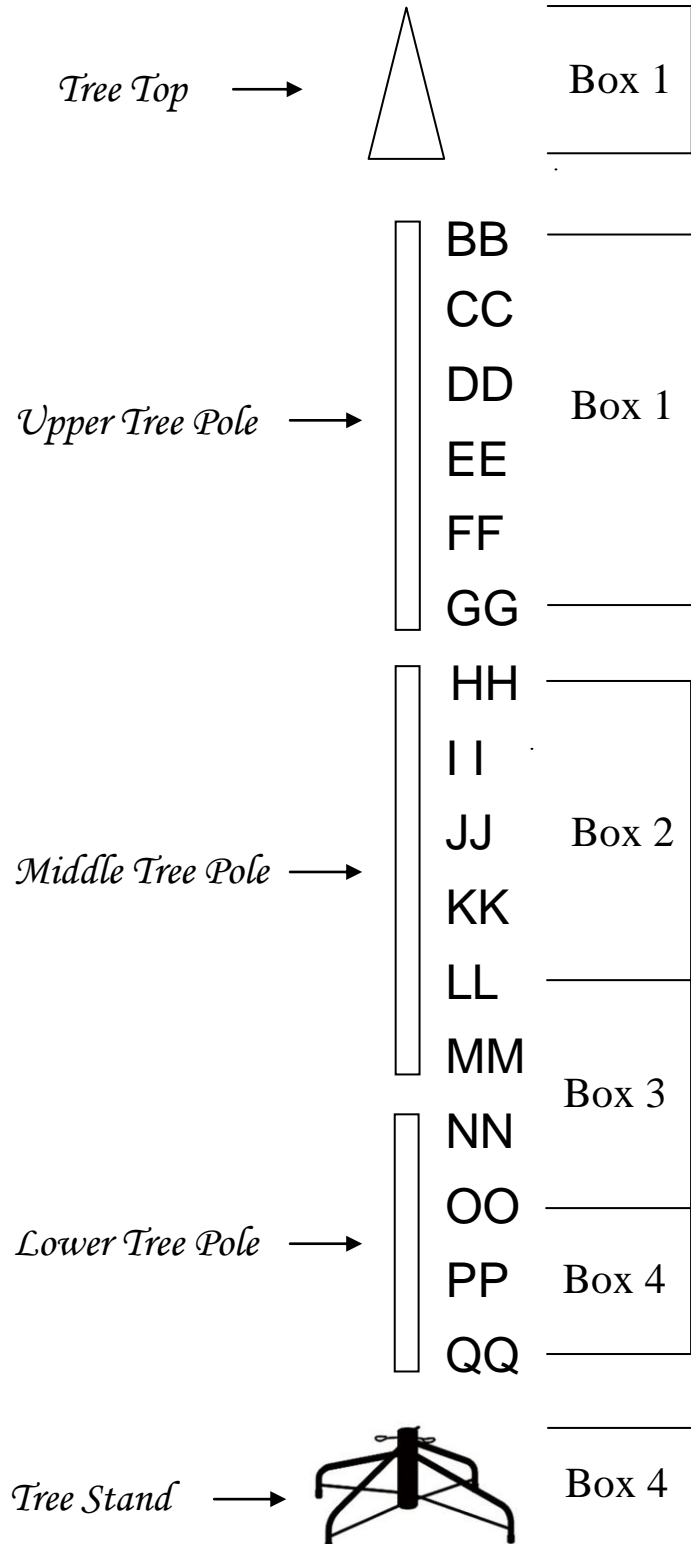 Tree Top
Box 1
BB
CC
DD
Upper Tree Pole
Box 1
EE
FF
GG
HH
I I
JJ
Box 2
Middle Tree Pole
KK
LL
MM
Box 3
NN
OO
Lower Tree Pole
PP
Box 4
QQ
Tree Stand
Box 4